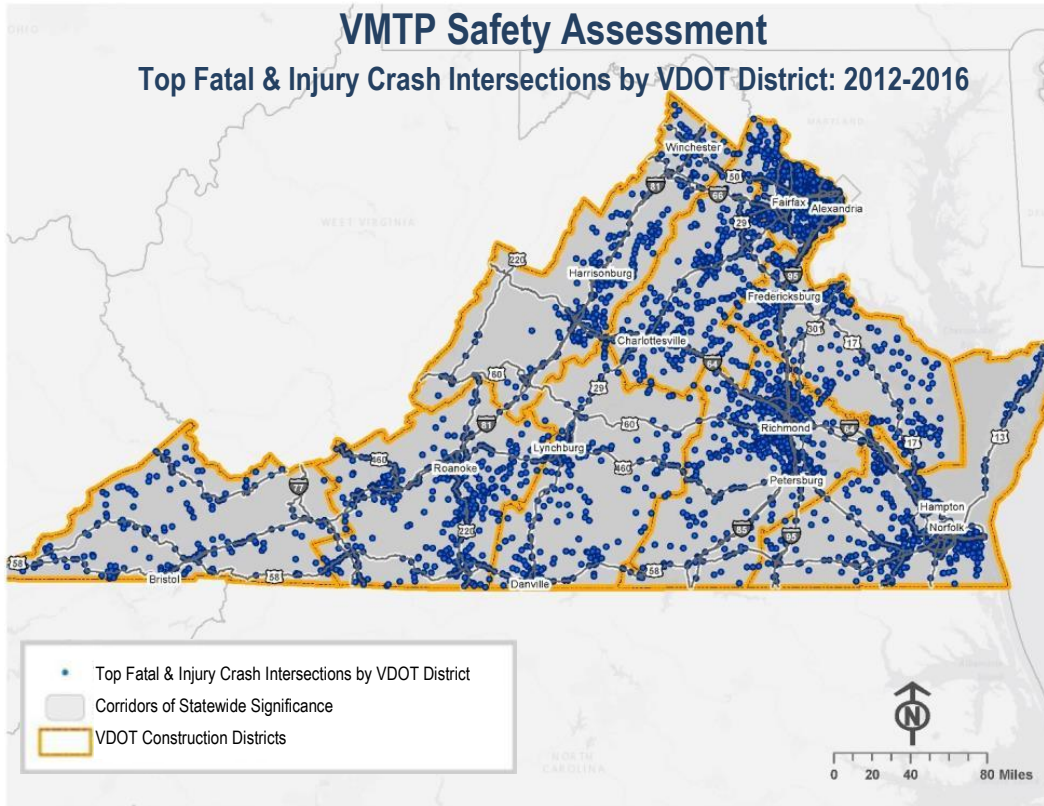 VMTP Safety Assessment
Top Fatal & Injury Crash Intersections by VDOT District: 2012-2016
OHIO
MARYLAND
WEST VIRGINIA
Winchester
81
66
50
Fairfax
Alexandria
29
220
Harrisonburg
95
Fredericksburg
301
17
Charlottesville
64
60
29
13
81
60
Richmond
64
17
460
Roanoke
Lynchburg
460
Petersburg
77
Hampton
220
85
95
Norfolk
58
Bristol
58
Danville
58
Top Fatal & Injury Crash Intersections by VDOT District
Corridors of Statewide Significance
VDOT Construction Districts
NORTH
CAROLINA
N
0 20 40 80 Miles